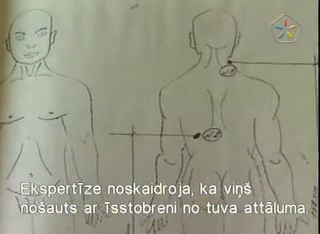 Ekspertīze noskaidroja, ka viņš
nošauts ar īsstobreni no tuva attāluma.